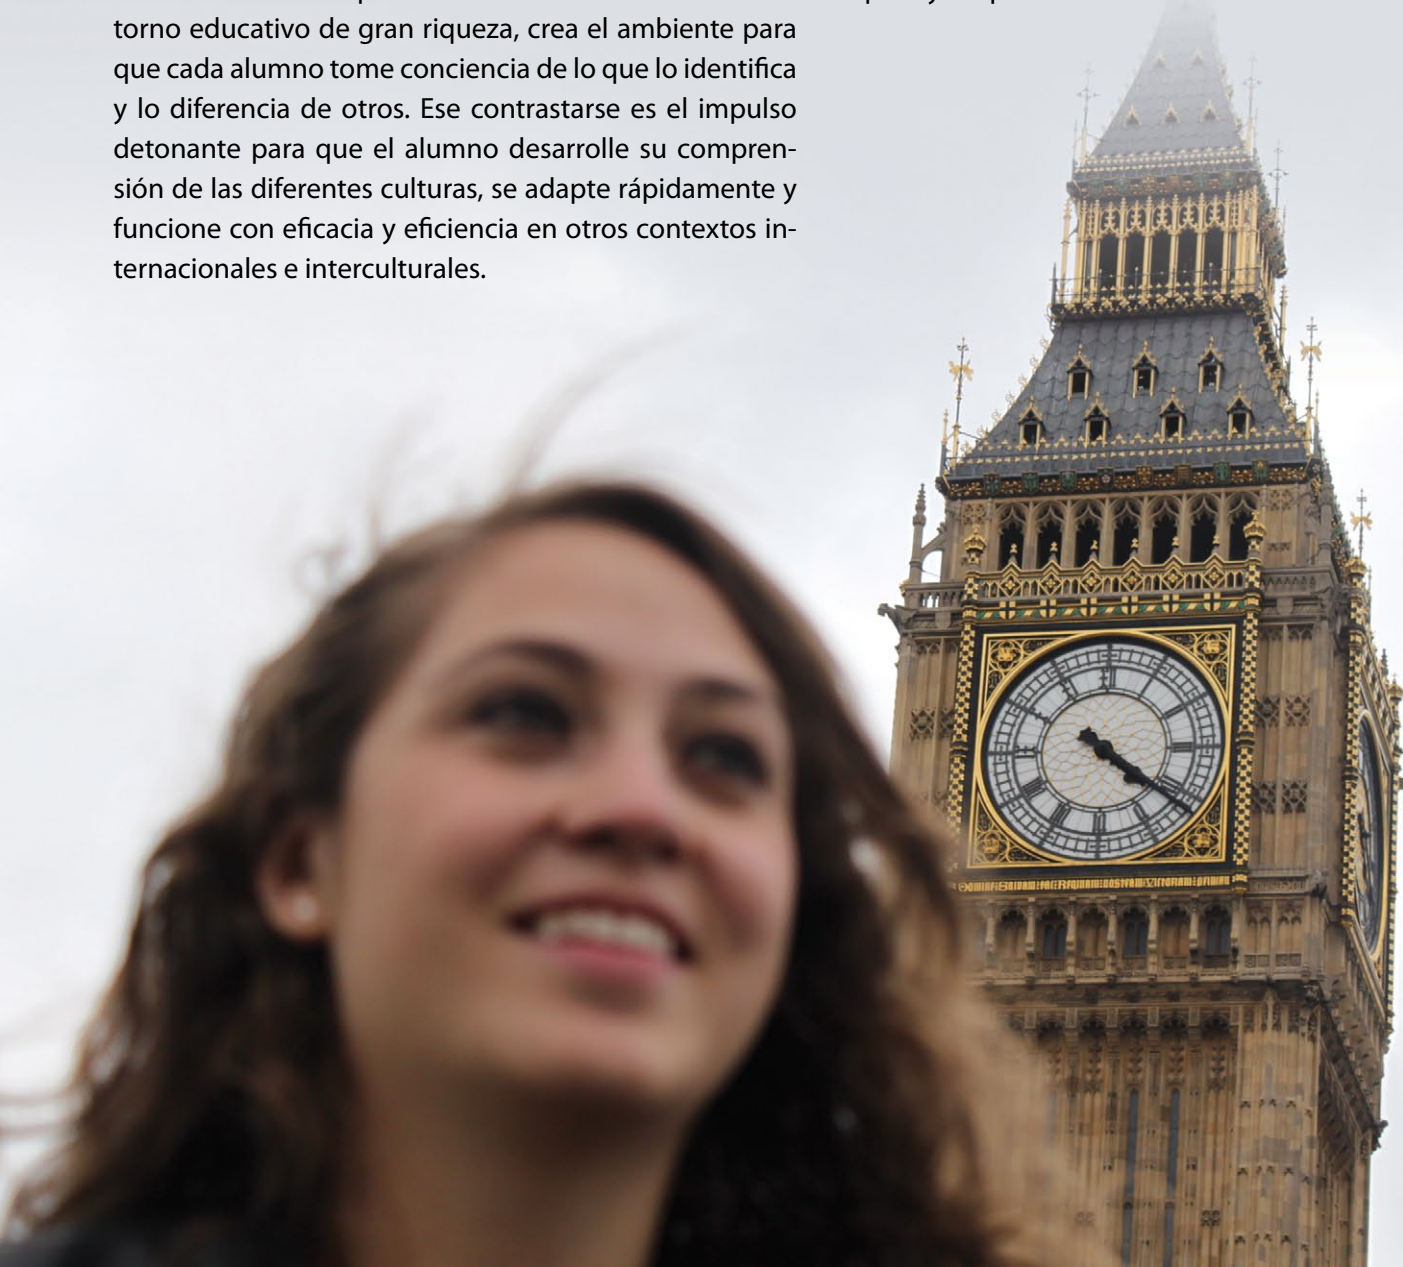 torno educativo de gran riqueza, crea el ambiente para
que cada alumno tome conciencia de lo que lo identifica
y lo diferencia de otros. Ese contrastarse es el impulso
detonante para que el alumno desarrolle su compren-
sión de las diferentes culturas, se adapte rápidamente y
funcione con eficacia y eficiencia en otros contextos in-
ternacionales e interculturales.